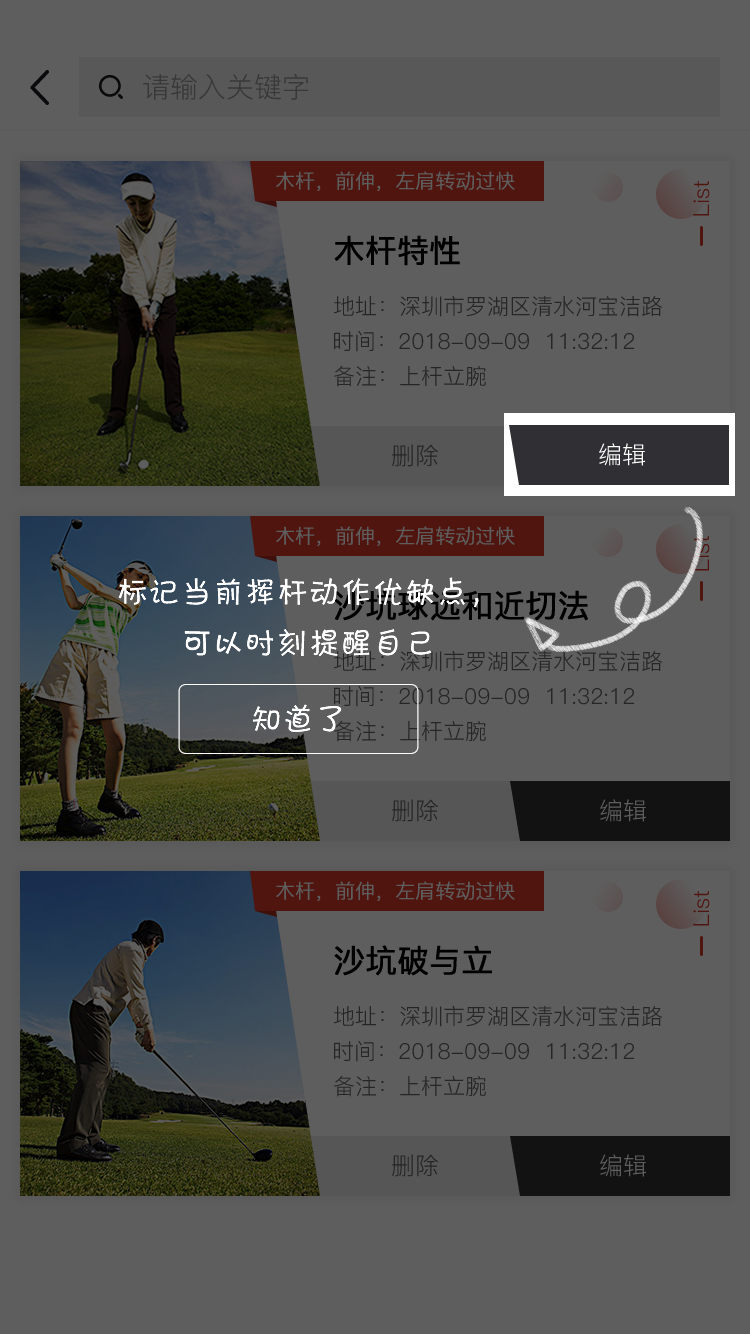 请输入关键字
木杆，前伸，左肩转动过快
List
木杆特性
地址：深圳市罗湖区清水河宝洁路
时间：2018-09-09 11:32:12
备注：上杆立腕
删除
编辑
木杆，前伸，左肩转动过快
List
标记当前挥杆动作优缺点，
沙坑球远和近切法
可以时刻提醒自己
地址：深圳市罗湖区清水河宝洁路
时间：2018-09-09 11:32:12
知道了
备注：上杆立腕
删除
编辑
木杆，前伸，左肩转动过快
List
沙坑破与立
地址：深圳市罗湖区清水河宝洁路
时间：2018-09-09 11:32:12
备注：上杆立腕
删除
编辑